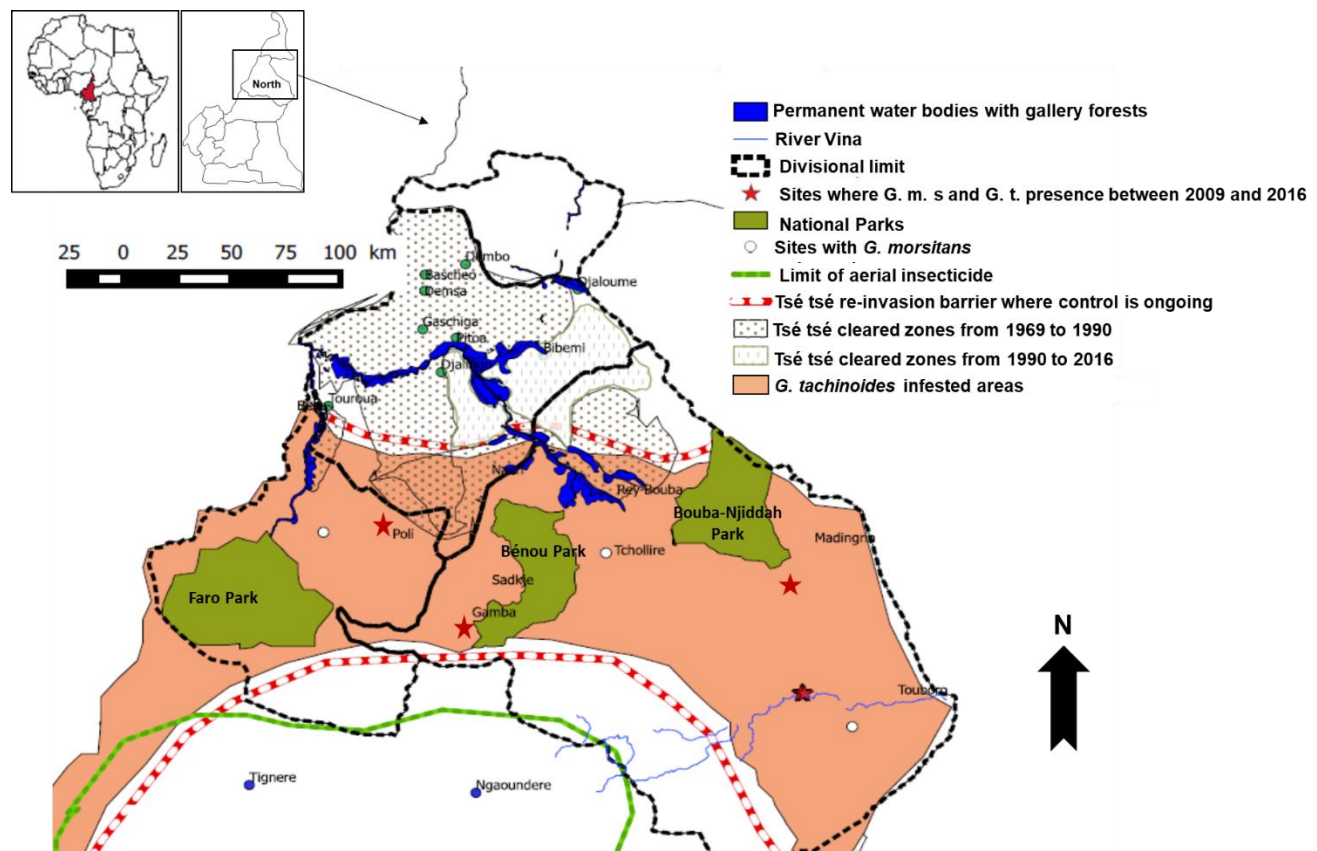 North
Permanent water bodies with gallery forests
River Vina
Divisional limit
Sites where G. m. s and G. t. presence between 2009 and 2016
National Parks
Sites with G. morsitans
Limit of aerial insecticide
Tsé tsé re-invasion barrier where control is ongoing
Tsé tsé cleared zones from 1969 to 1990
Tsé tsé cleared zones from 1990 to 2016
G. tachinoides infested areas
25 0 25 50 75 100 km
Dembo
Bascheo
Demsa
Djaloume
Gaschiga
Pitoa
Bibemi
Touroua
Rey Bouba
Poli
Bouba-Njiddah
Park
Madingrin
Bénou Park
Tchollire
Sadkje
Faro Park
Gamba
N
Touboro
Tignere
Ngaoundere